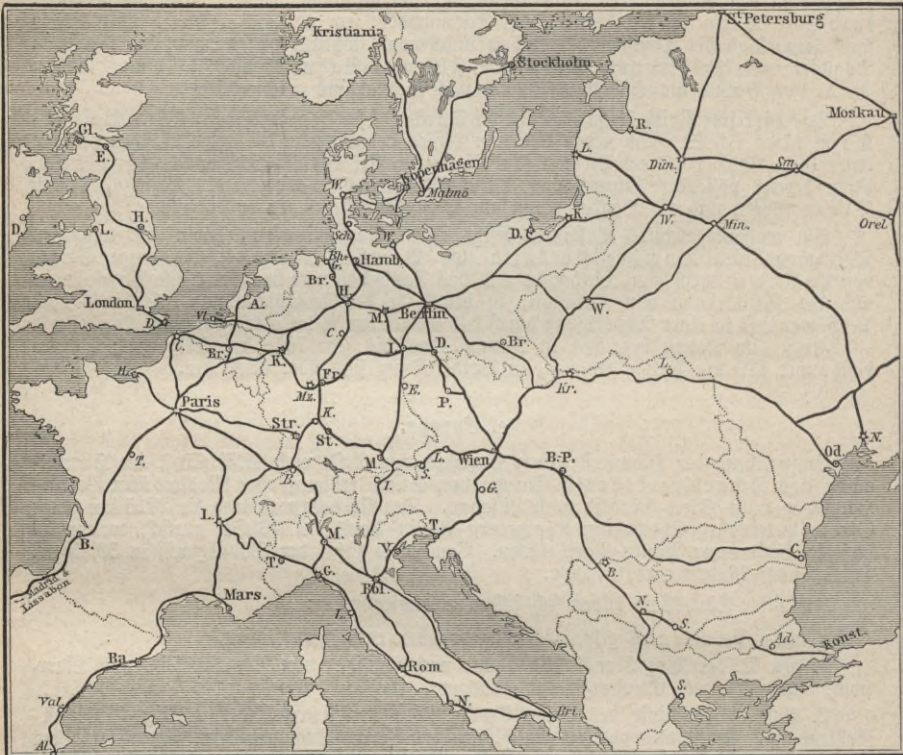 St. Petersburg
Kristiania
Stockholm
Moskau
Gl.
E.
R.
L.
Dün.
Sm.
Kopenhagen
W.
Malmö
D.
L.
H.
Sch.
W.
D.
K.
W.
Min.
Orel
Hamb.
Br.
London
D.
Vl.
A.
H.
M.
Berlin
W.
C.
Br.
K.
C.
L.
D.
Br.
H.
Mz.
Fr.
E.
P.
Kr.
L.
Paris
Str.
K.
St.
T.
B.
M.
S.
L.
Wien
B.-P.
Od.
N.
I.
G.
L.
M.
V.
T.
B.
T.
G.
Bol.
B.
C.
Madrid &
Lissabon
Mars.
L.
N.
S.
Ad.
Konst.
Ba.
Rom
Val.
N.
Bri.
S.
Al.